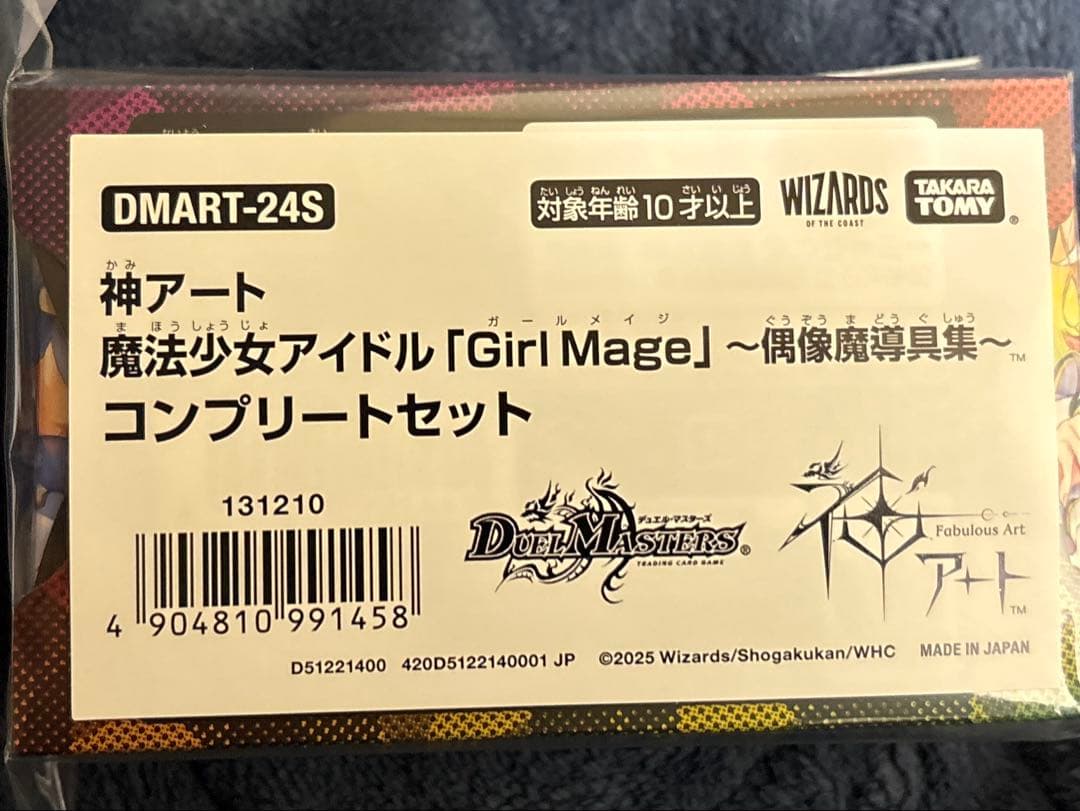 DMART-24S
たいしょうねんれい さいいじょう
対象年齢10才以上
WIZARDS
OF THE COAST
TAKARA
TOMY®
かみ
神アート
まほうしょうじょ ガールメイジ ぐうぞうまどうぐしゅう
魔法少女アイドル「Girl Mage」~偶像魔導具集~™
コンプリートセット
131210
4 904810 991458
デュエル・マスターズ
DUEL MASTERS®
TRADING CARD GAME
神
Fabulous Art
アート™
D51221400 420D5122140001 JP ©2025 Wizards/Shogakukan/WHC MADE IN JAPAN